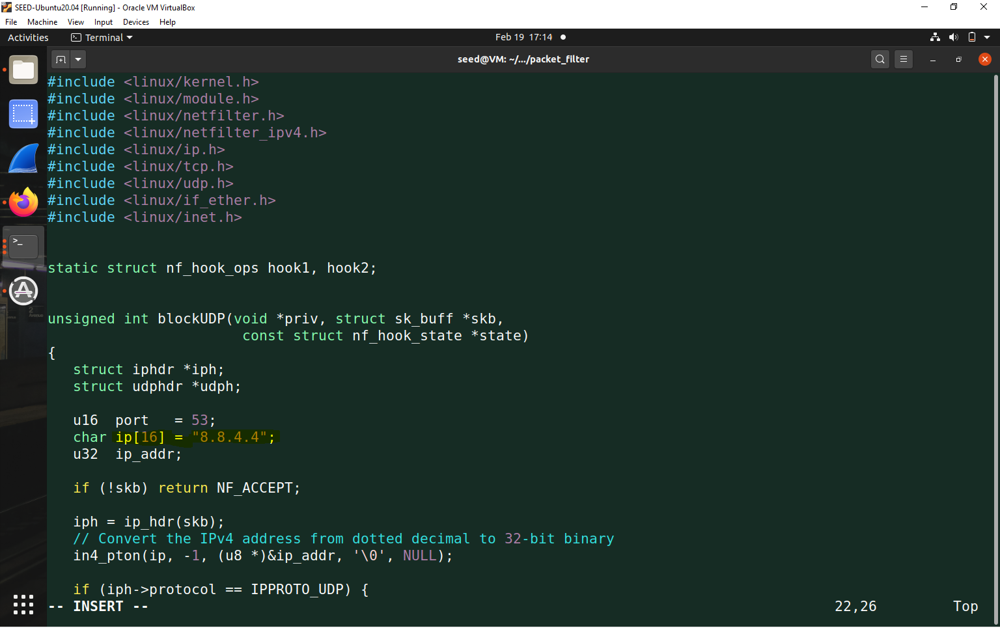 SEED-Ubuntu20.04 [Running] - Oracle VM VirtualBox
File Machine View Input Devices Help
Activities Terminal Feb 19 17:14
seed@VM: ~/.../packet_filter
#include <linux/kernel.h>
#include <linux/module.h>
#include <linux/netfilter.h>
#include <linux/netfilter_ipv4.h>
#include <linux/ip.h>
#include <linux/tcp.h>
#include <linux/udp.h>
#include <linux/if_ether.h>
#include <linux/inet.h>
static struct nf_hook_ops hook1, hook2;
unsigned int blockUDP(void *priv, struct sk_buff *skb,
const struct nf_hook_state *state)
{
struct iphdr *iph;
struct udphdr *udph;
u16 port = 53;
char ip[16] = "8.8.4.4";
u32 ip_addr;
if (!skb) return NF_ACCEPT;
iph = ip_hdr(skb);
// Convert the IPv4 address from dotted decimal to 32-bit binary
in4_pton(ip, -1, (u8 *)&ip_addr, '\0', NULL);
if (iph->protocol == IPPROTO_UDP) {
-- INSERT -- 22,26 Top